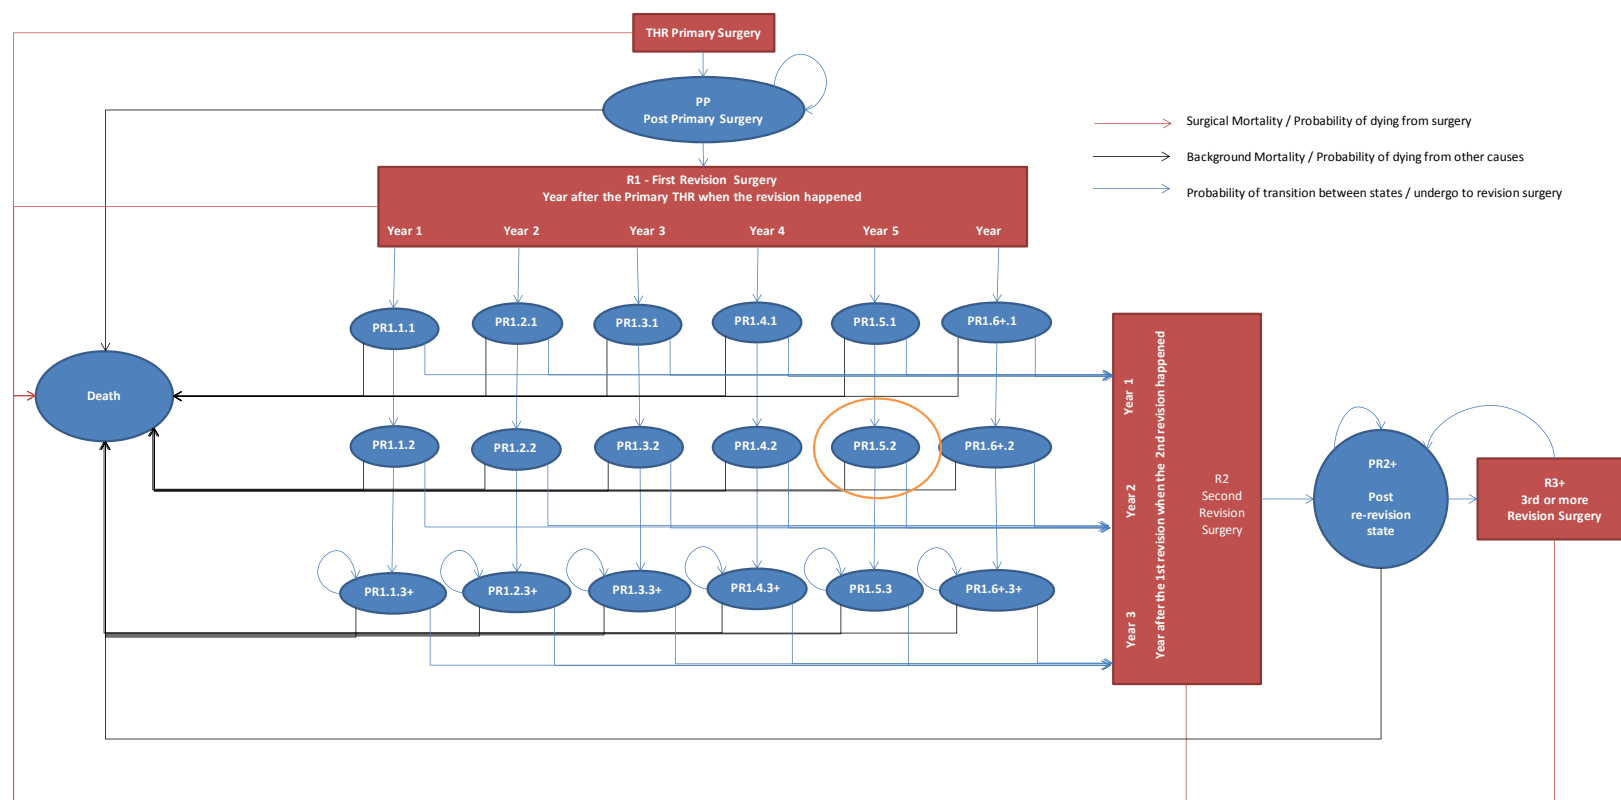 THR Primary Surgery
PP
Post Primary Surgery
Surgical Mortality / Probability of dying from surgery
Background Mortality / Probability of dying from other causes
Probability of transition between states / undergo to revision surgery
R1 - First Revision Surgery
Year after the Primary THR when the revision happened
Year 1 Year 2 Year 3 Year 4 Year 5 Year
PR1.1.1 PR1.2.1 PR1.3.1 PR1.4.1 PR1.5.1 PR1.6+.1
Death
PR1.1.2 PR1.2.2 PR1.3.2 PR1.4.2 PR1.5.2 PR1.6+.2
PR1.1.3+ PR1.2.3+ PR1.3.3+ PR1.4.3+ PR1.5.3 PR1.6+.3+
Year 1
Year 2
Year 3
Year after the 1st revision when the 2nd revision happened
R2
Second
Revision
Surgery
PR2+
Post
re-revision
state
R3+
3rd or more
Revision Surgery